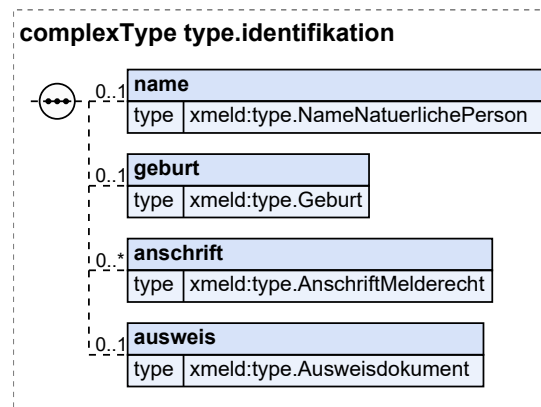 complexType type.identifikation
0..1 name
type xmeld:type.NameNatuerlichePerson
0..1 geburt
type xmeld:type.Geburt
0..* anschrift
type xmeld:type.AnschriftMelderecht
0..1 ausweis
type xmeld:type.Ausweisdokument